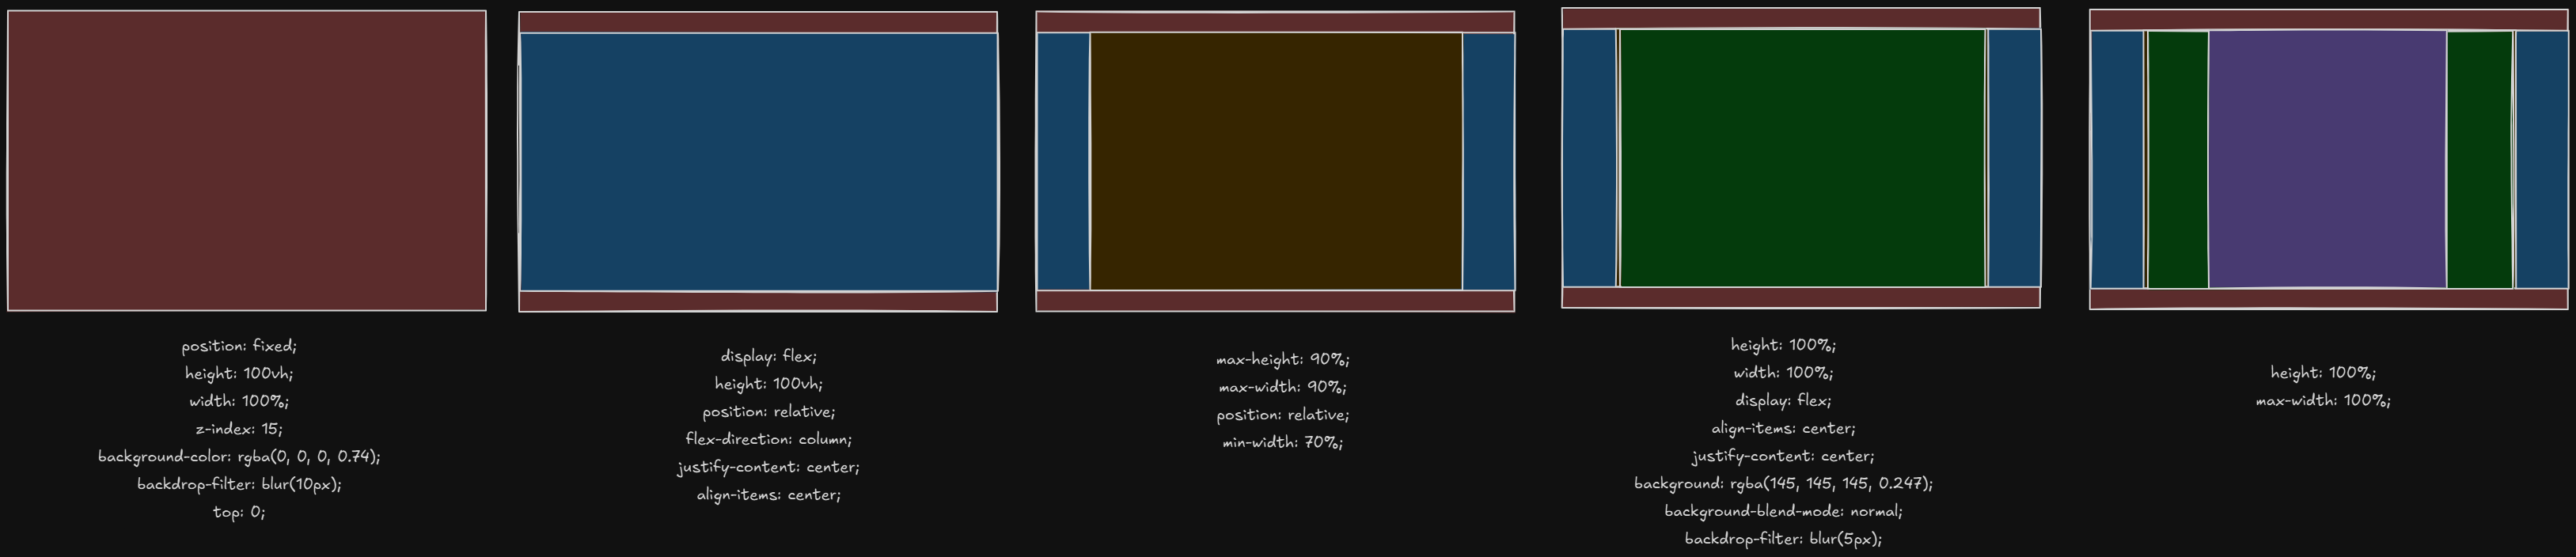 position: fixed;
height: 100vh;
width: 100%;
z-index: 15;
background-color: rgba(0, 0, 0, 0.74);
backdrop-filter: blur(10px);
top: 0;
display: flex;
height: 100vh;
position: relative;
flex-direction: column;
justify-content: center;
align-items: center;
max-height: 90%;
max-width: 90%;
position: relative;
min-width: 70%;
height: 100%;
width: 100%;
display: flex;
align-items: center;
justify-content: center;
background: rgba(145, 145, 145, 0.247);
background-blend-mode: normal;
backdrop-filter: blur(5px);
height: 100%;
max-width: 100%;